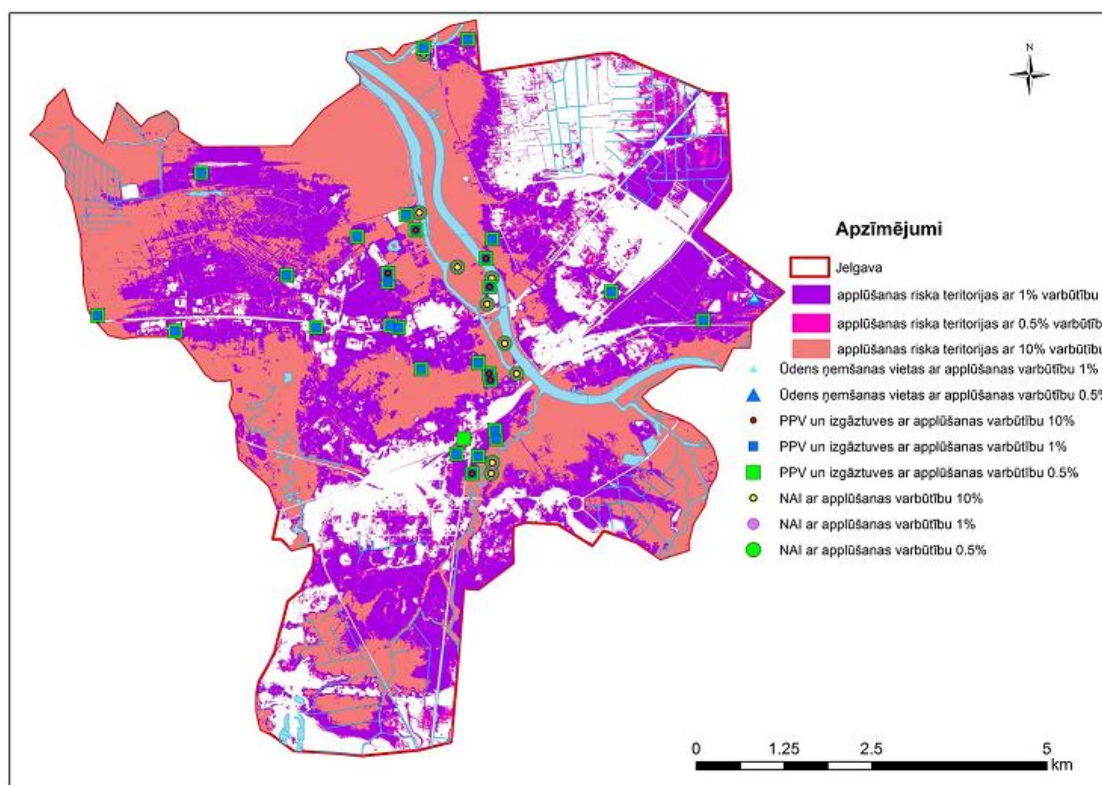 N
Apzīmējumi
Jelgava
applūšanas riska teritorijas ar 1% varbūtību
applūšanas riska teritorijas ar 0.5% varbūtību
applūšanas riska teritorijas ar 10% varbūtību
Ūdens ņemšanas vietas ar applūšanas varbūtību 1%
Ūdens ņemšanas vietas ar applūšanas varbūtību 0.5%
PPV un izgāztuves ar applūšanas varbūtību 10%
PPV un izgāztuves ar applūšanas varbūtību 1%
PPV un izgāztuves ar applūšanas varbūtību 0.5%
NAI ar applūšanas varbūtību 10%
NAI ar applūšanas varbūtību 1%
NAI ar applūšanas varbūtību 0.5%
0 1.25 2.5 5
km